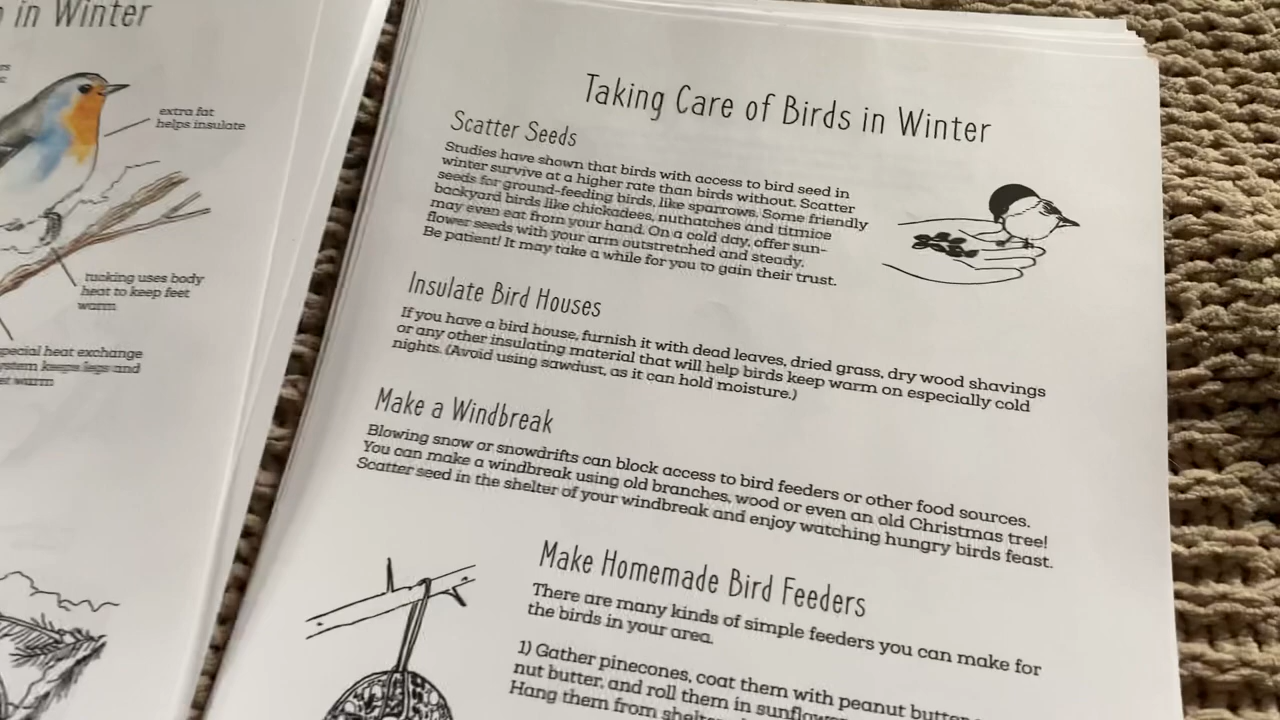 in Winter
extra fat
helps insulate
tucking uses body
heat to keep feet
warm
heat exchange
keeps legs and
warm
Taking Care of Birds in Winter
Scatter Seeds
Studies have shown that birds with access to bird seed in
winter survive at a higher rate than birds without. Scatter
seeds for ground-feeding birds, like sparrows. Some friendly
backyard birds like chickadees, nuthatches and titmice
may even eat from your hand. On a cold day, offer sun-
flower seeds with your arm outstretched and steady.
Be patient! It may take a while for you to gain their trust.
Insulate Bird Houses
If you have a bird house, furnish it with dead leaves, dried grass, dry wood shavings
or any other insulating material that will help birds keep warm on especially cold
nights. (Avoid using sawdust, as it can hold moisture.)
Make a Windbreak
Blowing snow or snowdrifts can block access to bird feeders or other food sources.
You can make a windbreak using old branches, wood or even an old Christmas tree!
Scatter seed in the shelter of your windbreak and enjoy watching hungry birds feast.
Make Homemade Bird Feeders
There are many kinds of simple feeders you can make for
the birds in your area.
1) Gather pinecones, coat them with peanut butter
nut butter, and roll them in
Hang them from